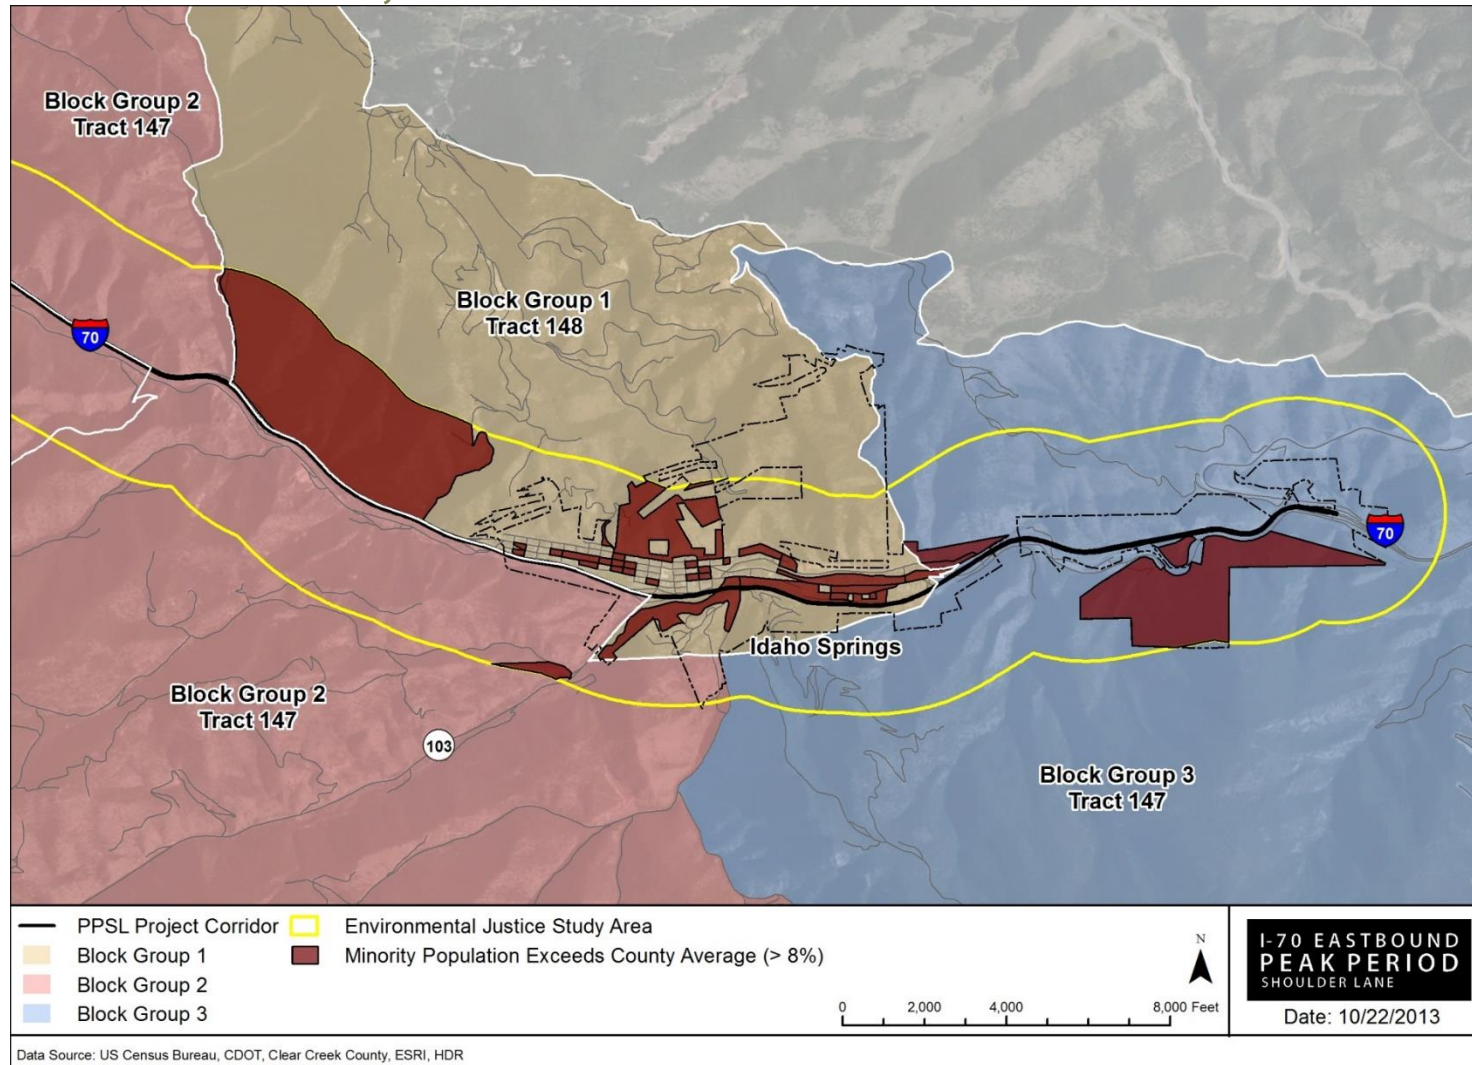 Block Group 2
Tract 147
70
Block Group 1
Tract 148
70
Idaho Springs
Block Group 2
Tract 147
103
Block Group 3
Tract 147
PPSL Project Corridor
Block Group 1
Block Group 2
Block Group 3
Environmental Justice Study Area
Minority Population Exceeds County Average (> 8%)
N
0 2,000 4,000 8,000 Feet
I-70 EASTBOUND
PEAK PERIOD
SHOULDER LANE
Date: 10/22/2013
Data Source: US Census Bureau, CDOT, Clear Creek County, ESRI, HDR